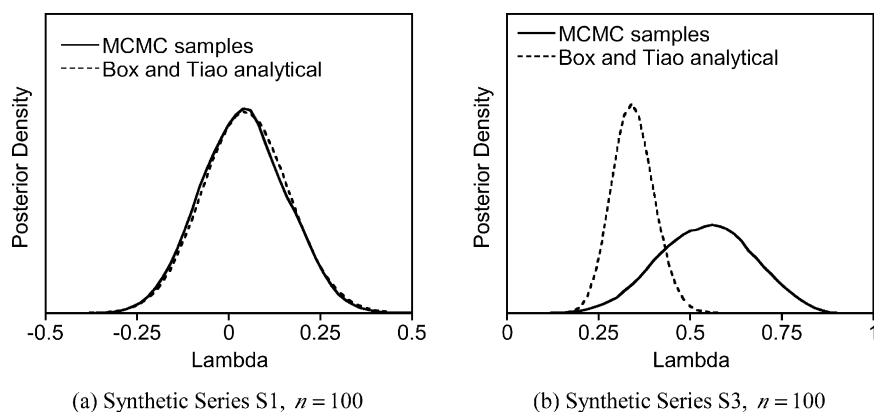 MCMC samples
Box and Tiao analytical
Posterior Density
-0.5 -0.25 0 0.25 0.5
Lambda
(a) Synthetic Series S1, n = 100
MCMC samples
Box and Tiao analytical
Posterior Density
0 0.25 0.5 0.75 1
Lambda
(b) Synthetic Series S3, n = 100